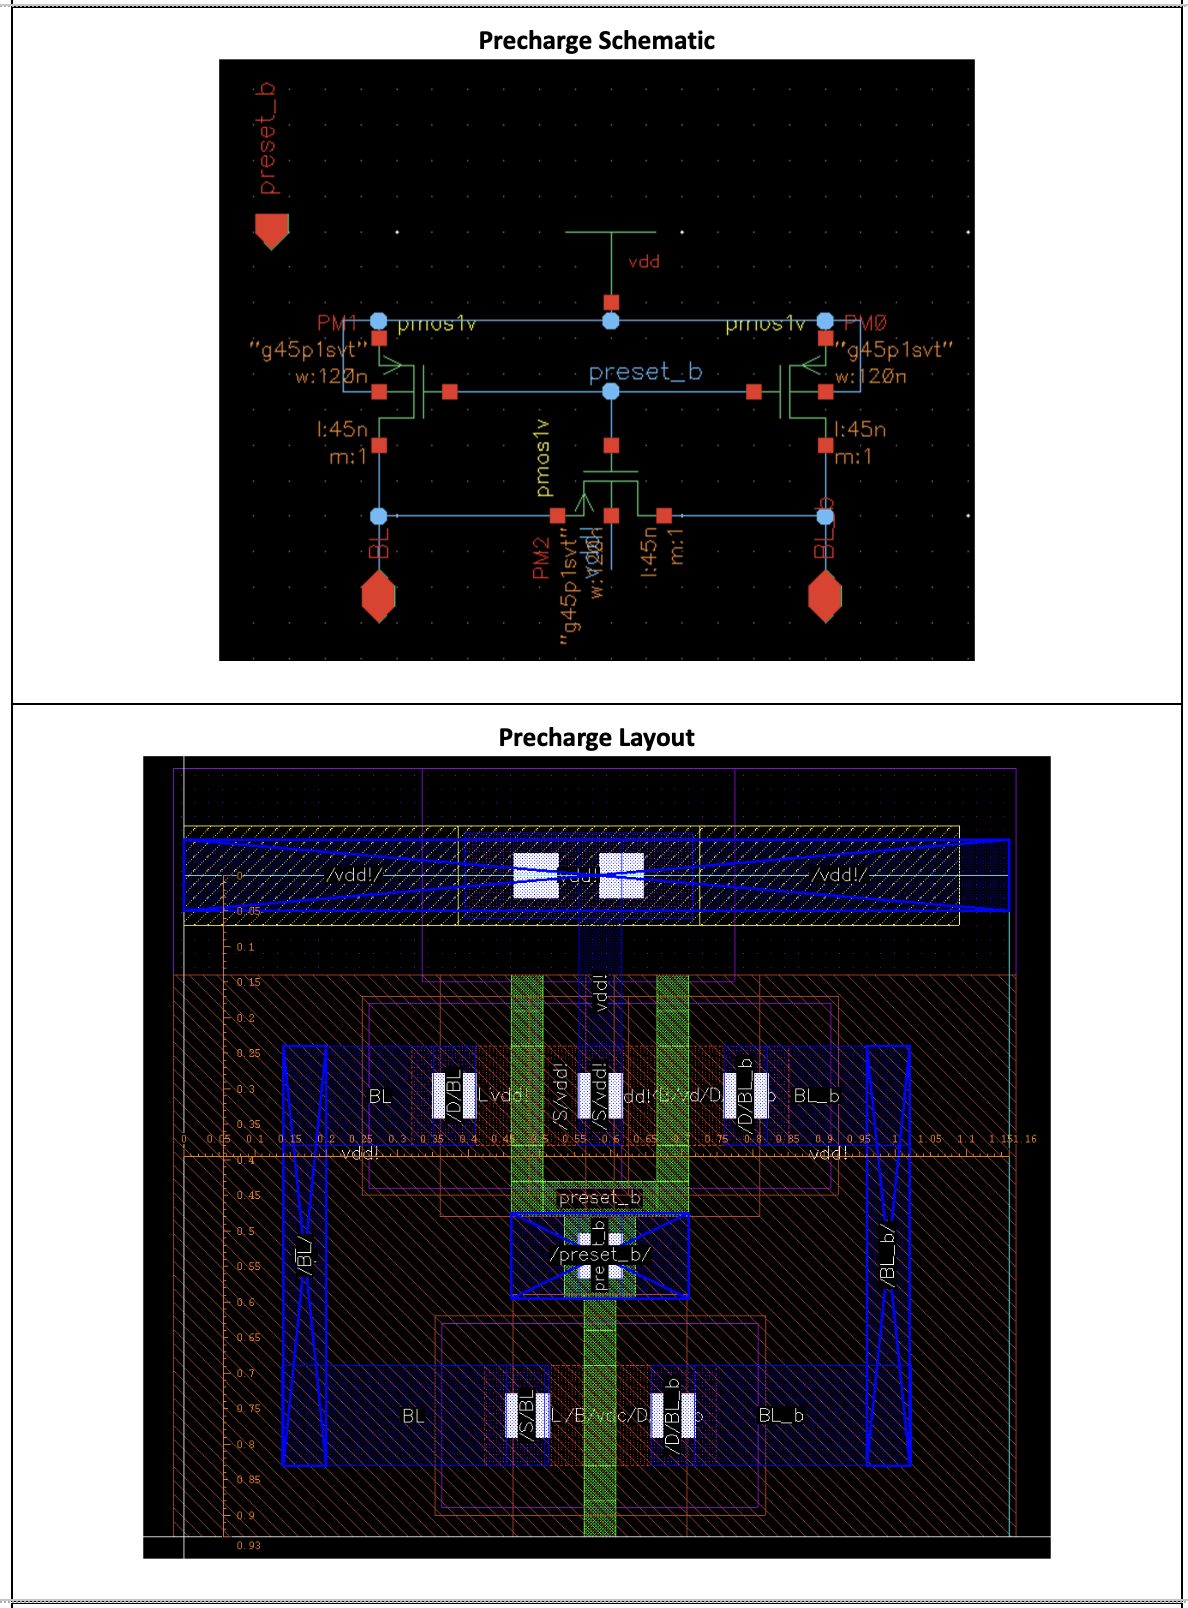 Precharge Schematic
preset_b
vdd
PM1
pmos1v
pmos1v
PM0
"g45p1svt"
"g45p1svt"
w:120n
w:120n
preset_b
l:45n
l:45n
m:1
m:1
pmos1v
BL
BL_b
PM2
"g45p1svt"
w:120n
vdd!
l:45n
m:1
Precharge Layout
/vdd!/
vdd!
/vdd!/
0
0.05
0.1
0.15
0.2
0.25
0.3
0.35
0.4
0.45
0.5
0.55
0.6
0.65
0.7
0.75
0.8
0.85
0.9
0.93
vdd!
BL
/D/BL
/S/vdd!
/S/vdd!
/D/BL_b
BL_b
0 0.05 0.1 0.15 0.2 0.25 0.3 0.35 0.4 0.45 0.5 0.55 0.6 0.65 0.7 0.75 0.8 0.85 0.9 0.95 1 1.05 1.1 1.15 1.16
vdd!
vdd!
preset_b
preset_b
/preset_b/
/BL/
/BL_b/
BL
/S/BL
/D/BL_b
BL_b